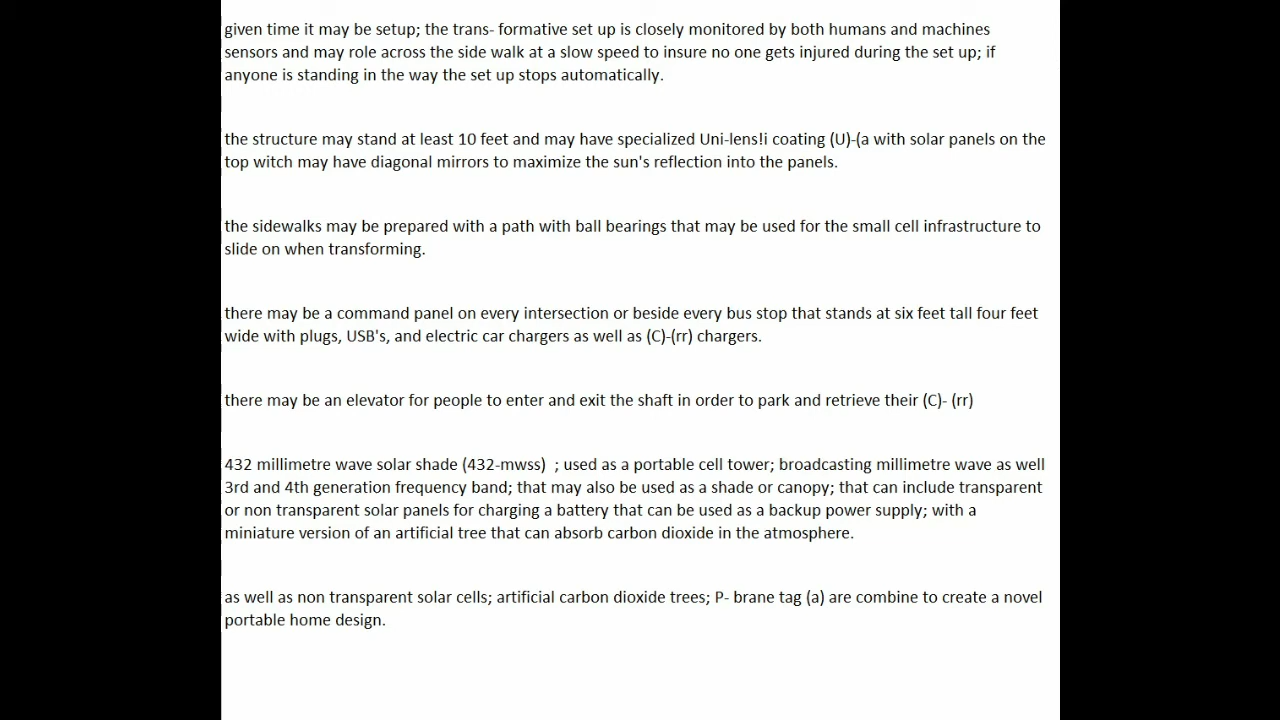 given time it may be setup; the trans- formative set up is closely monitored by both humans and machines
sensors and may role across the side walk at a slow speed to insure no one gets injured during the set up; if
anyone is standing in the way the set up stops automatically.
the structure may stand at least 10 feet and may have specialized Uni-lens!i coating (U)-(a with solar panels on the
top witch may have diagonal mirrors to maximize the sun's reflection into the panels.
the sidewalks may be prepared with a path with ball bearings that may be used for the small cell infrastructure to
slide on when transforming.
there may be a command panel on every intersection or beside every bus stop that stands at six feet tall four feet
wide with plugs, USB's, and electric car chargers as well as (C)-(rr) chargers.
there may be an elevator for people to enter and exit the shaft in order to park and retrieve their (C)- (rr)
432 millimetre wave solar shade (432-mwss)  ; used as a portable cell tower; broadcasting millimetre wave as well
3rd and 4th generation frequency band; that may also be used as a shade or canopy; that can include transparent
or non transparent solar panels for charging a battery that can be used as a backup power supply; with a
miniature version of an artificial tree that can absorb carbon dioxide in the atmosphere.
as well as non transparent solar cells; artificial carbon dioxide trees; P- brane tag (a) are combine to create a novel
portable home design.